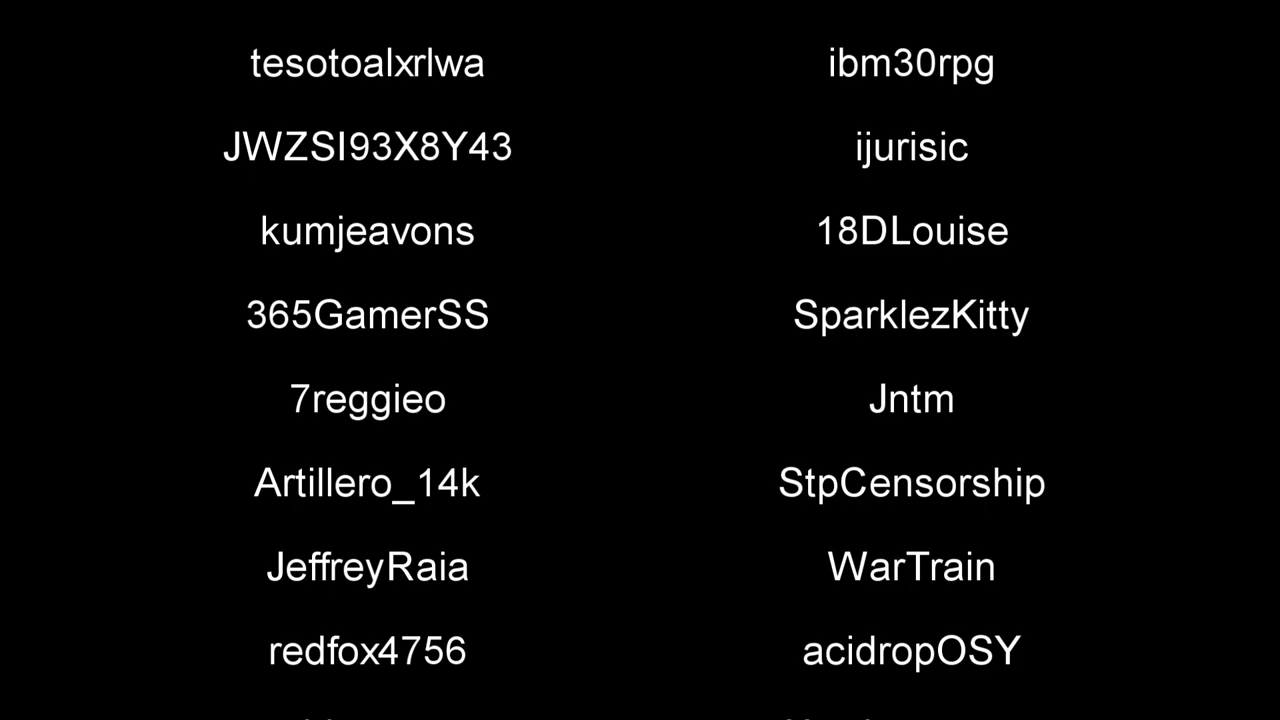 tesotoalxrlwa ibm30rpg
JWZSI93X8Y43 ijurisic
kumjeavons 18DLouise
365GamerSS SparklezKitty
7reggieo Jntm
Artillero_14k StpCensorship
JeffreyRaia WarTrain
redfox4756 acidropOSY